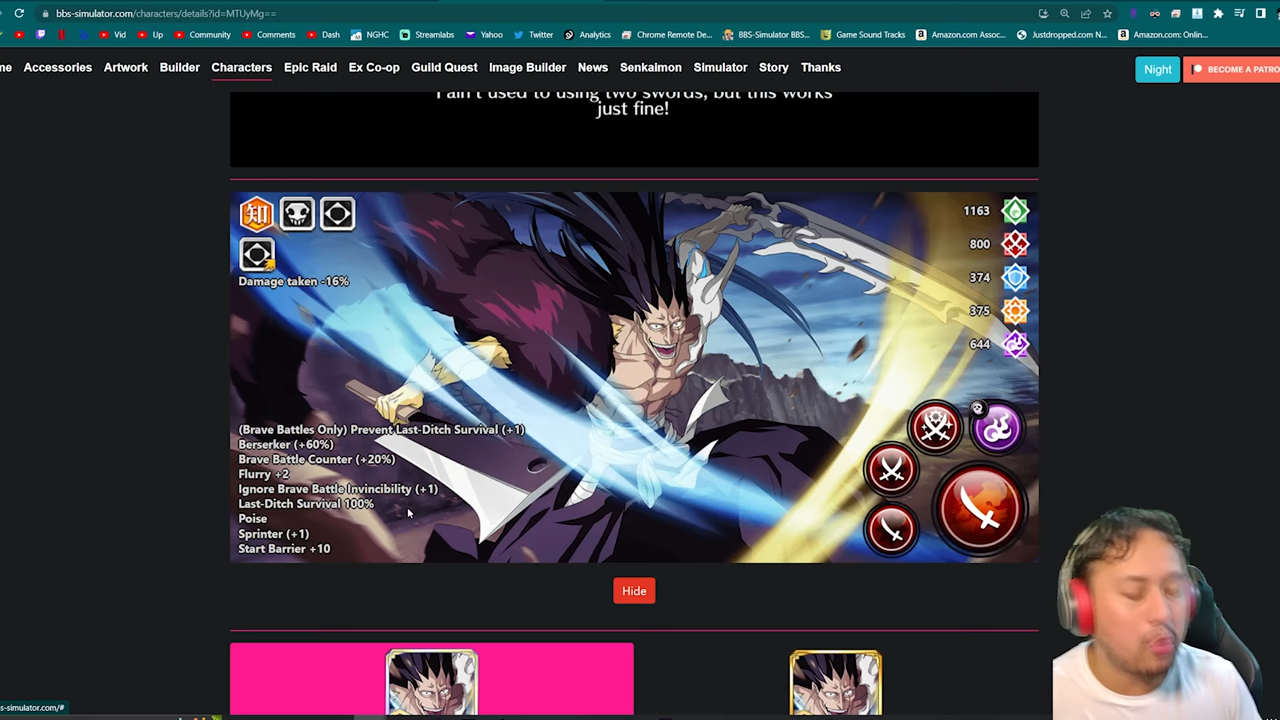 bbs-simulator.com/characters/details?id=MTUyMg==
Vid
Up
Community
Comments
Dash
NGHC
Streamlabs
Yahoo
Twitter
Analytics
Chrome Remote De...
BBS-Simulator BBS...
Game Sound Tracks
Amazon.com Assoc...
Justdropped.com N...
Amazon.com: Onlin...
me
Accessories
Artwork
Builder
Characters
Epic Raid
Ex Co-op
Guild Quest
Image Builder
News
Senkaimon
Simulator
Story
Thanks
Night
BECOME A PATRO
I ain't used to using two swords, but this works
just fine!
知
Damage taken -16%
1163
800
374
375
644
(Brave Battles Only) Prevent Last-Ditch Survival (+1)
Berserker (+60%)
Brave Battle Counter (+20%)
Flurry +2
Ignore Brave Battle Invincibility (+1)
Last-Ditch Survival 100%
Poise
Sprinter (+1)
Start Barrier +10
Hide
s-simulator.com/#